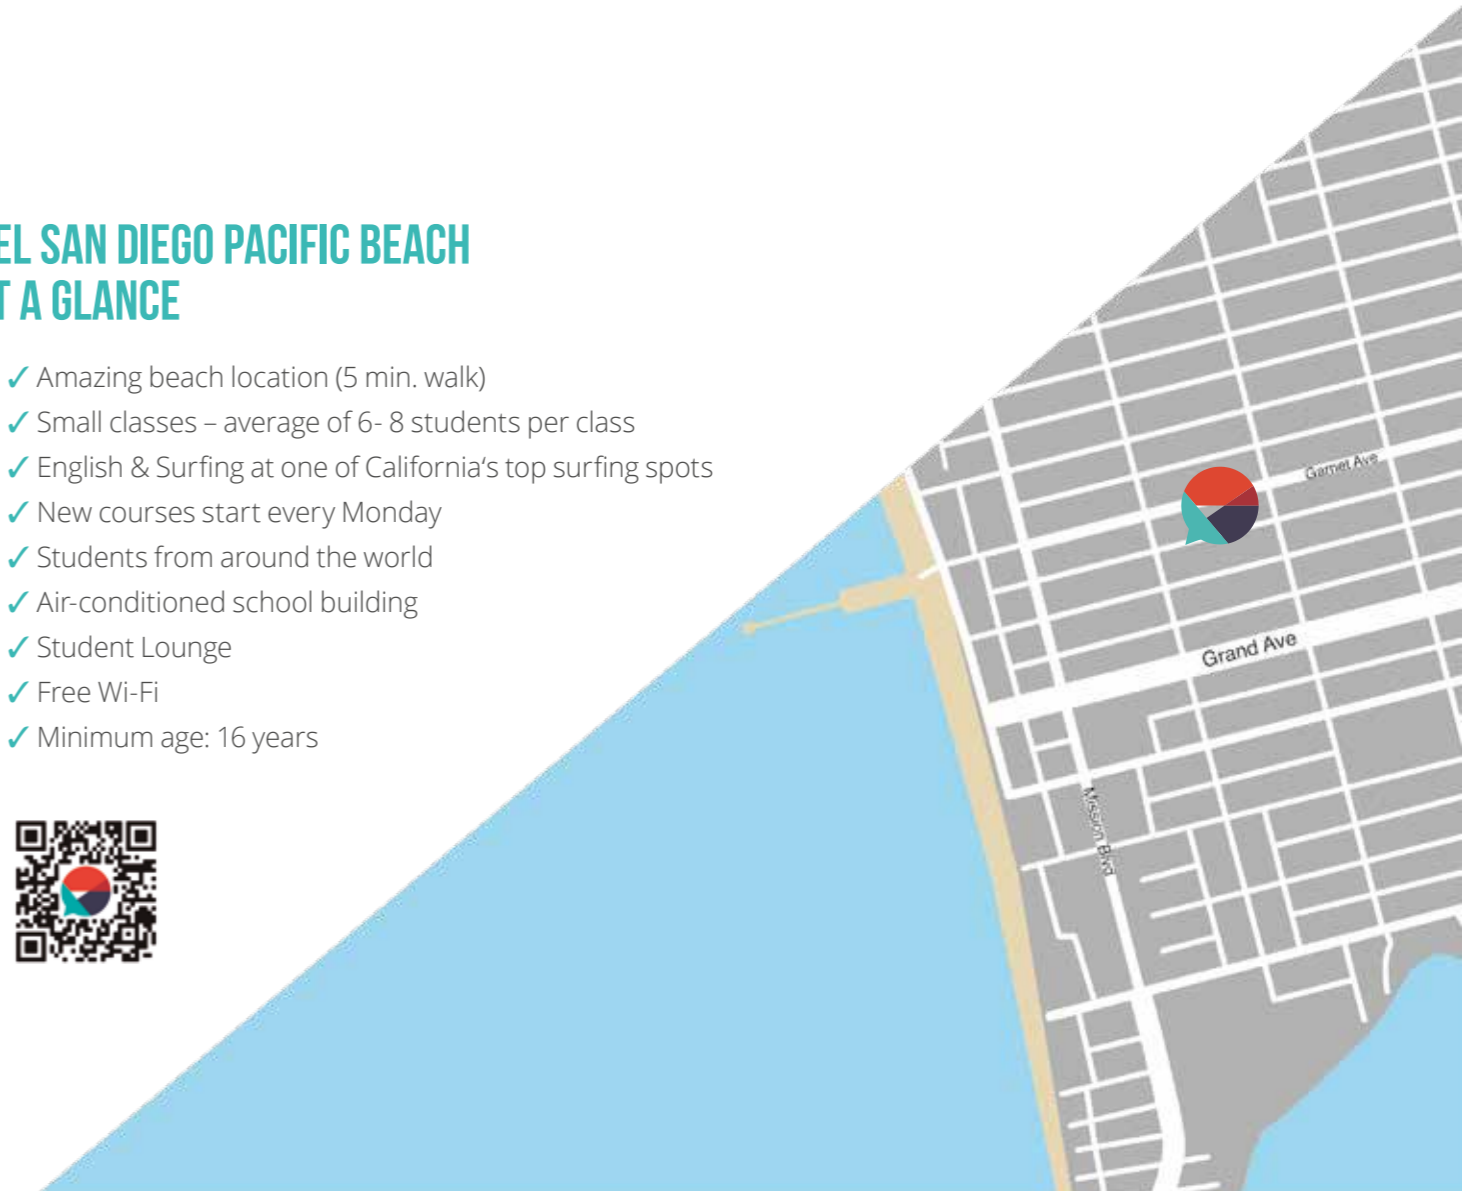 EL SAN DIEGO PACIFIC BEACH
T A GLANCE
✓ Amazing beach location (5 min. walk)
✓ Small classes – average of 6- 8 students per class
✓ English & Surfing at one of California‘s top surfing spots
✓ New courses start every Monday
✓ Students from around the world
✓ Air-conditioned school building
✓ Student Lounge
✓ Free Wi-Fi
✓ Minimum age: 16 years
Garnet Ave
Grand Ave
Mission Blvd